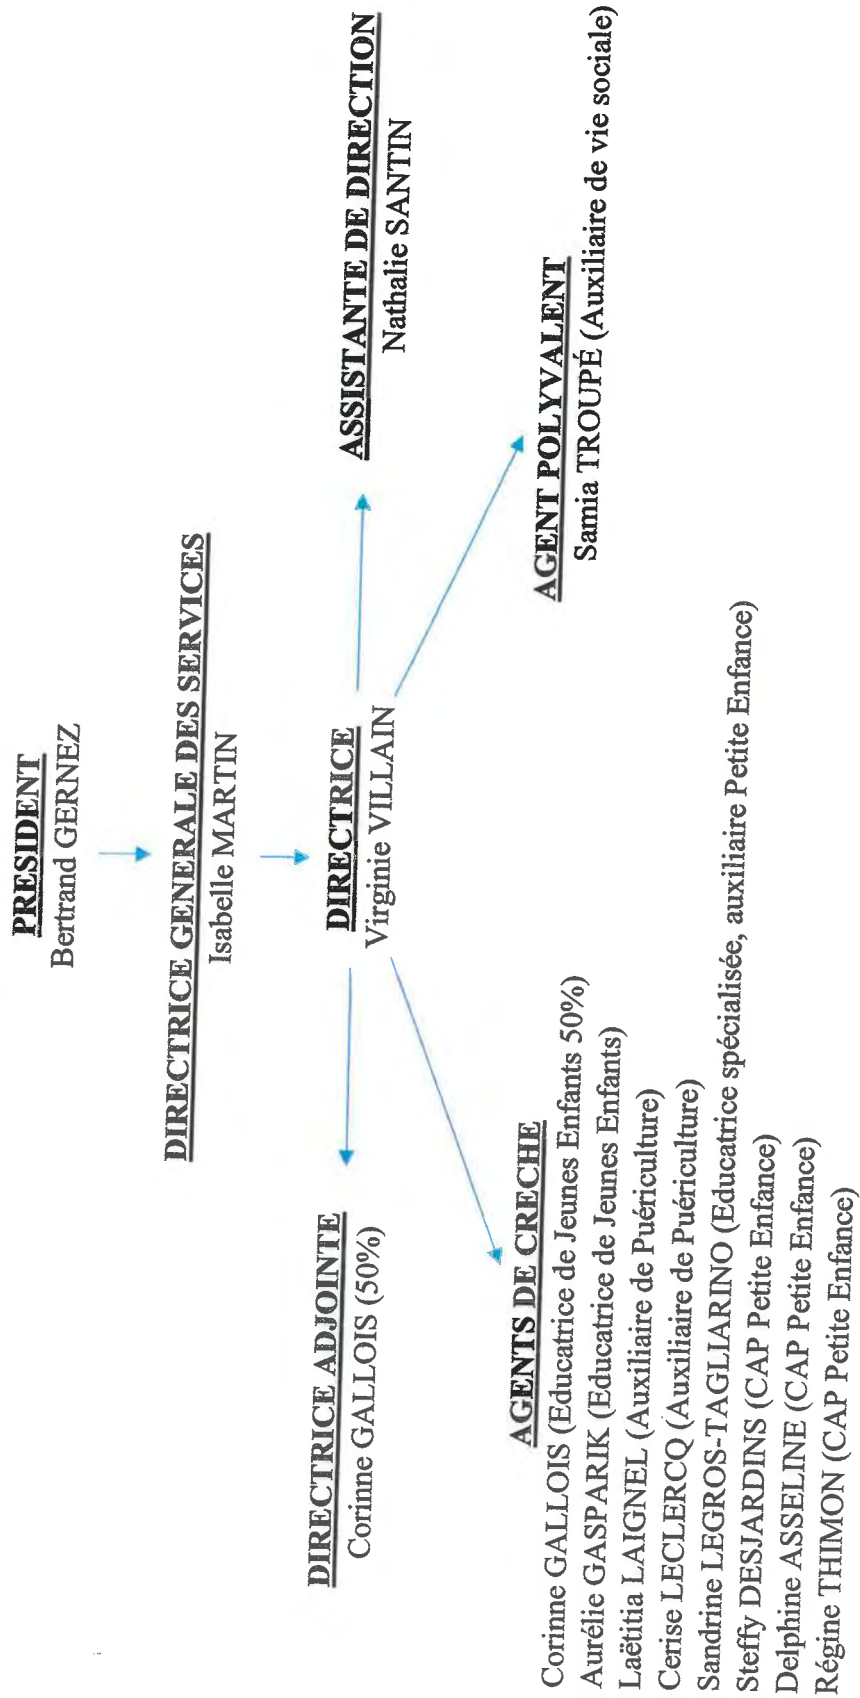 PRESIDENT
Bertrand GERNEZ
DIRECTRICE GENERALE DES SERVICES
Isabelle MARTIN
DIRECTRICE
Virginie VILLAIN
DIRECTRICE ADJOINTE
Corinne GALLOIS (50%)
ASSISTANTE DE DIRECTION
Nathalie SANTIN
AGENTS DE CRECHE
Corinne GALLOIS (Educatrice de Jeunes Enfants 50%)
Aurélie GASPARIK (Educatrice de Jeunes Enfants)
Laëtitia LAIGNEL (Auxiliaire de Puériculture)
Cerise LECLERCQ (Auxiliaire de Puériculture)
Sandrine LEGROS-TAGLIARINO (Educatrice spécialisée, auxiliaire Petite Enfance)
Steffy DESJARDINS (CAP Petite Enfance)
Delphine ASSELINE (CAP Petite Enfance)
Régine THIMON (CAP Petite Enfance)
AGENT POLYVALENT
Samia TROUPÉ (Auxiliaire de vie sociale)